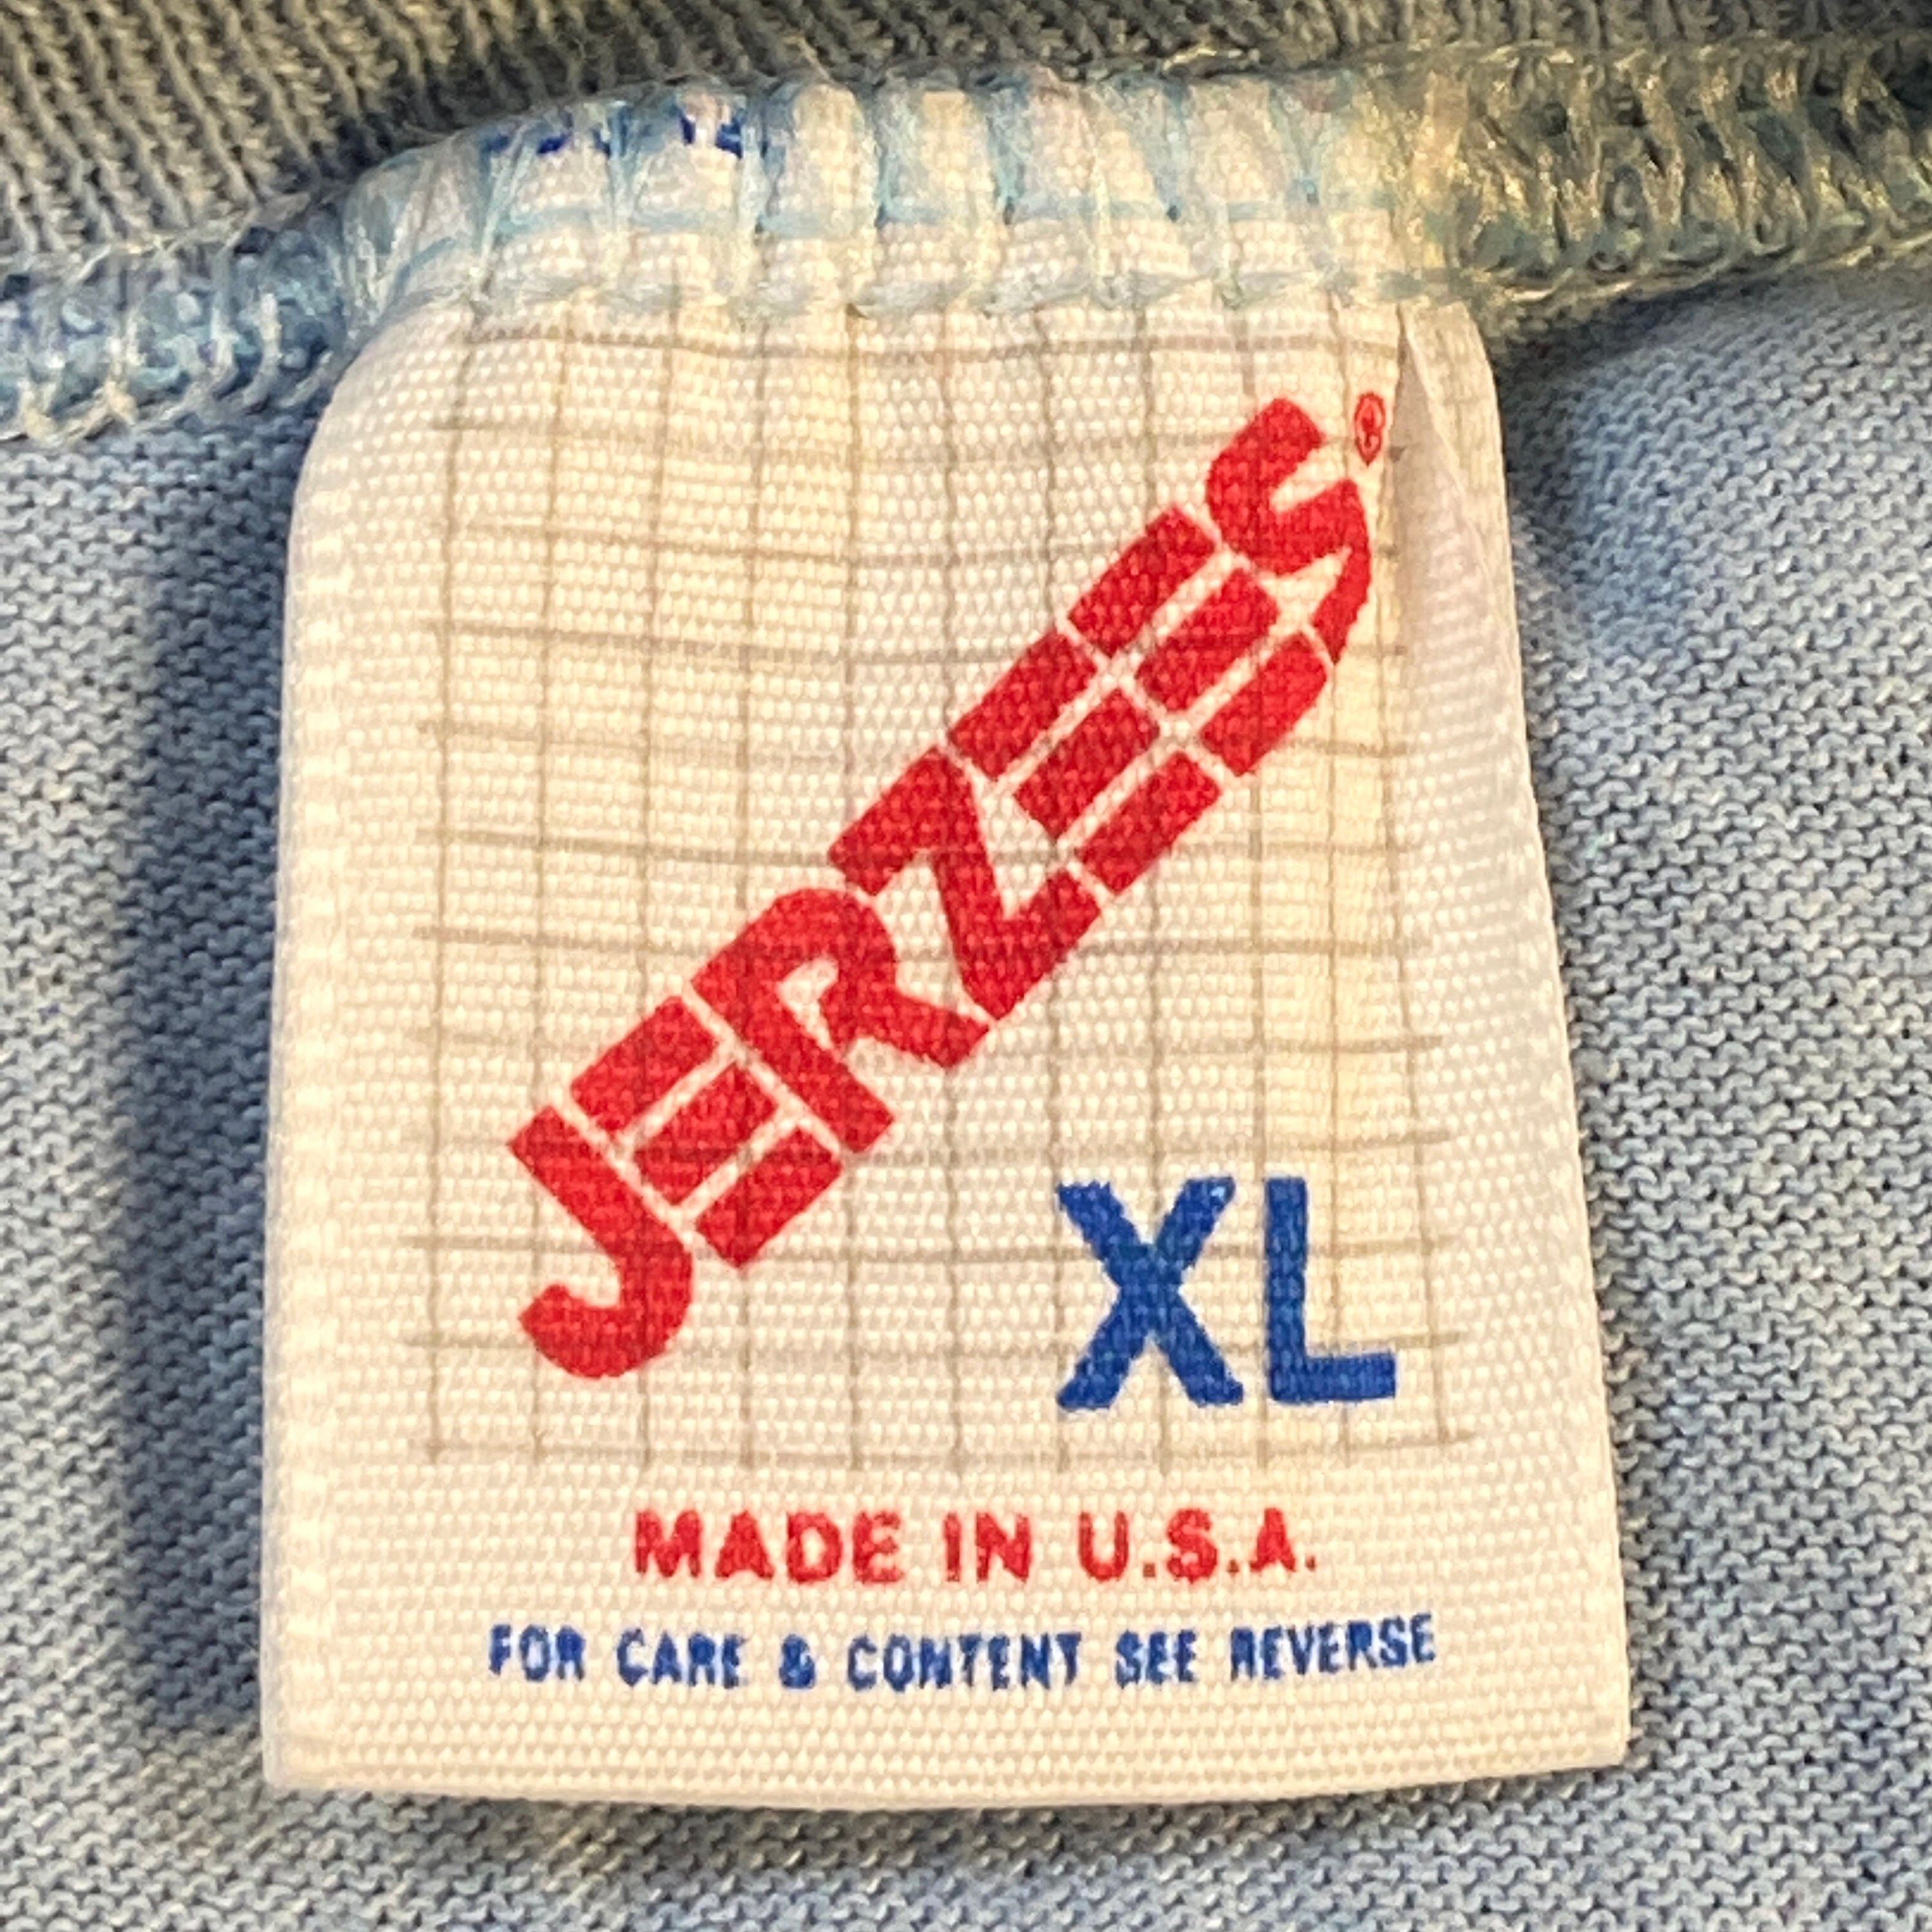 JERZEES®
XL
MADE IN U.S.A.
FOR CARE & CONTENT SEE REVERSE